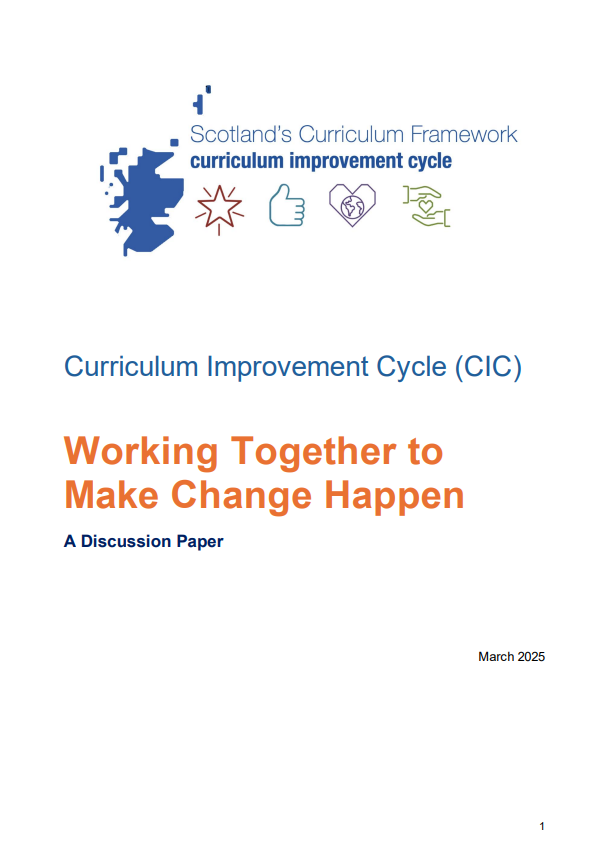 Scotland's Curriculum Framework
curriculum improvement cycle
Curriculum Improvement Cycle (CIC)
Working Together to
Make Change Happen
A Discussion Paper
March 2025
1